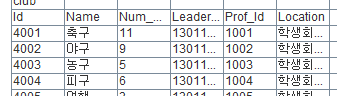 club
Id Name Num_... Leader... Prof_Id Location
4001 축구 11 13011... 1001 학생회...
4002 야구 9 13011... 1002 학생회...
4003 농구 5 13011... 1003 학생회...
4004 피구 6 13011... 1004 학생회...